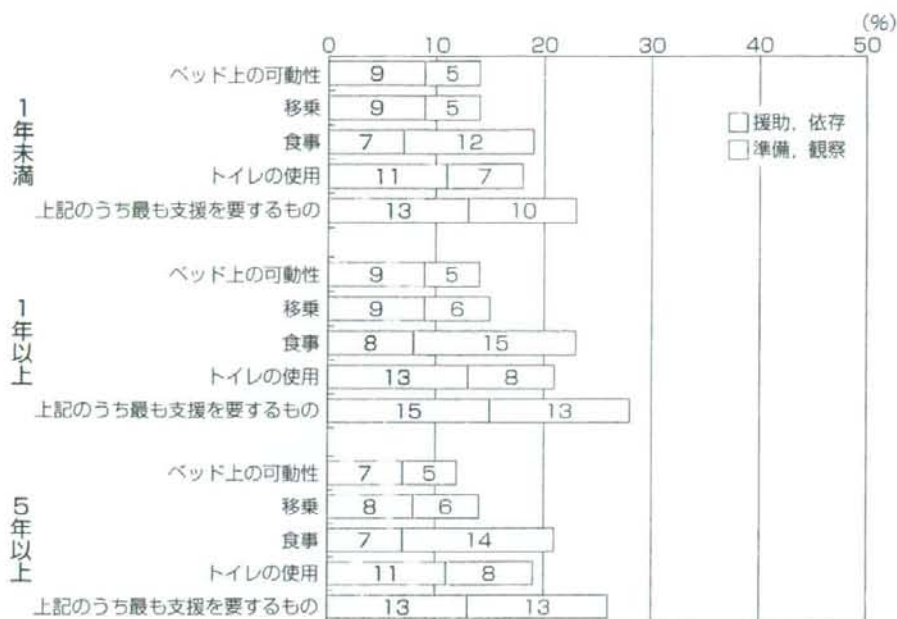 (%)
0 10 20 30 40 50
1年未満
ベッド上の可動性 9 5
移乗 9 5
食事 7 12
トイレの使用 11 7
上記のうち最も支援を要するもの 13 10
援助，依存
準備，観察
1年以上
ベッド上の可動性 9 5
移乗 9 6
食事 8 15
トイレの使用 13 8
上記のうち最も支援を要するもの 15 13
5年以上
ベッド上の可動性 7 5
移乗 8 6
食事 7 14
トイレの使用 11 8
上記のうち最も支援を要するもの 13 13